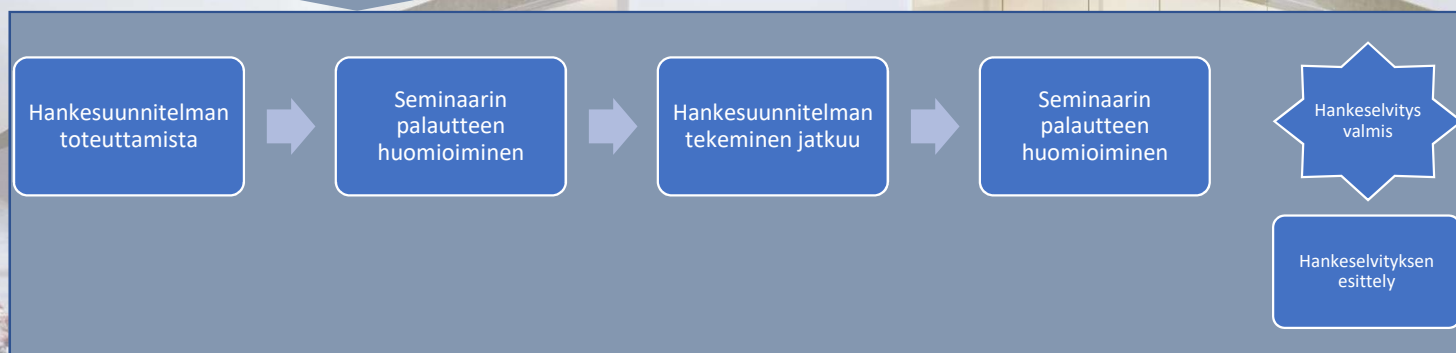 Hankesuunnitelman
toteuttamista
Seminaarin
palautteen
huomioiminen
Hankesuunnitelman
tekeminen jatkuu
Seminaarin
palautteen
huomioiminen
Hankeselvitys
valmis
Hankeselvityksen
esittely